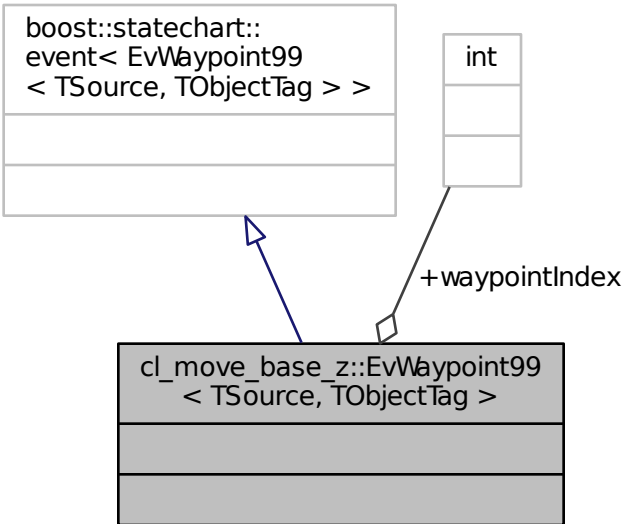 boost::statechart::
event< EvWaypoint99
< TSource, TObjectTag > >
int
+waypointIndex
cl_move_base_z::EvWaypoint99
< TSource, TObjectTag >